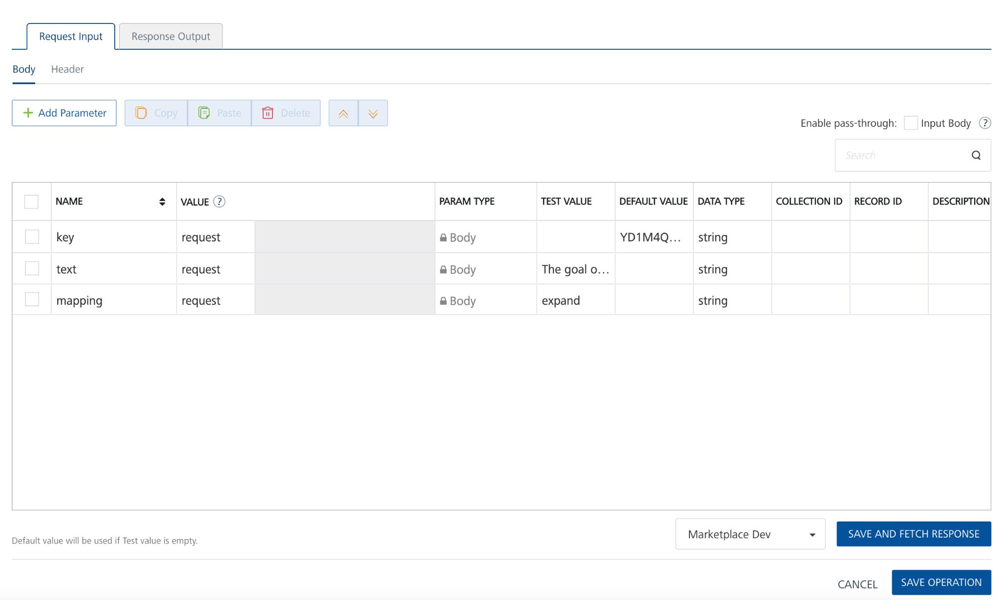 Request Input Response Output
Body Header
Add Parameter Copy Paste Delete
Enable pass-through: Input Body ?
Search
NAME VALUE ? PARAM TYPE TEST VALUE DEFAULT VALUE DATA TYPE COLLECTION ID RECORD ID DESCRIPTION
key request Body YD1M4Q... string
text request Body The goal o... string
mapping request Body expand string
Default value will be used if Test value is empty. Marketplace Dev SAVE AND FETCH RESPONSE
CANCEL SAVE OPERATION